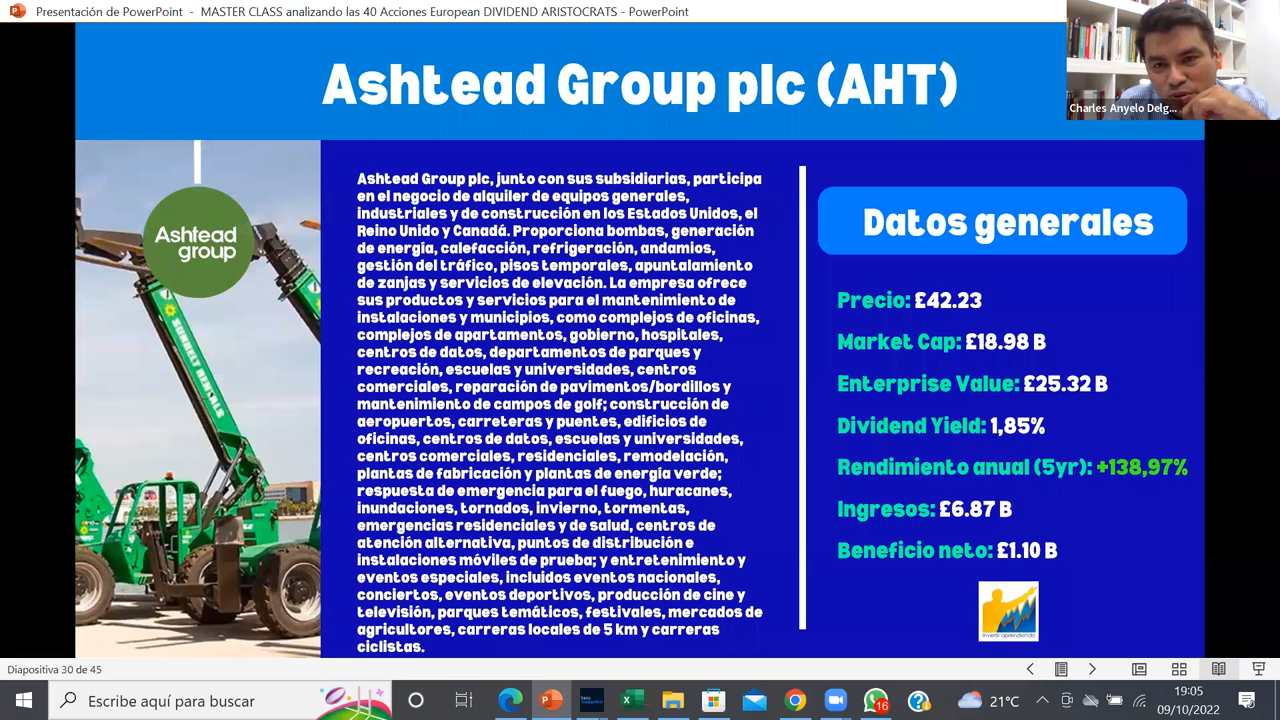 Presentación de PowerPoint - MASTER CLASS analizando las 40 Acciones European DIVIDEND ARISTOCRATS - PowerPoint
Charles Anyelo Delg...
Ashtead Group plc (AHT)
Ashtead
group
SUNBELT RENTALS
Ashtead Group plc, junto con sus subsidiarias, participa
en el negocio de alquiler de equipos generales,
industriales y de construcción en los Estados Unidos, el
Reino Unido y Canadá. Proporciona bombas, generación
de energía, calefacción, refrigeración, andamios,
gestión del tráfico, pisos temporales, apuntalamiento
de zanjas y servicios de elevación. La empresa ofrece
sus productos y servicios para el mantenimiento de
instalaciones y municipios, como complejos de oficinas,
complejos de apartamentos, gobierno, hospitales,
centros de datos, departamentos de parques y
recreación, escuelas y universidades, centros
comerciales, reparación de pavimentos/bordillos y
mantenimiento de campos de golf; construcción de
aeropuertos, carreteras y puentes, edificios de
oficinas, centros de datos, escuelas y universidades,
centros comerciales, residenciales, remodelación,
plantas de fabricación y plantas de energía verde;
respuesta de emergencia para el fuego, huracanes,
inundaciones, tornados, invierno, tormentas,
emergencias residenciales y de salud, centros de
atención alternativa, puntos de distribución e
instalaciones móviles de prueba; y entretenimiento y
eventos especiales, incluidos eventos nacionales,
conciertos, eventos deportivos, producción de cine y
televisión, parques temáticos, festivales, mercados de
agricultores, carreras locales de 5 km y carreras
ciclistas.
Datos generales
Precio: £42.23
Market Cap: £18.98 B
Enterprise Value: £25.32 B
Dividend Yield: 1,85%
Rendimiento anual (5yr): +138,97%
Ingresos: £6.87 B
Beneficio neto: £1.10 B
invertir aprendiendo
Diapositiva 30 de 45
Escribe aquí para buscar
16
21°C
19:05
09/10/2022